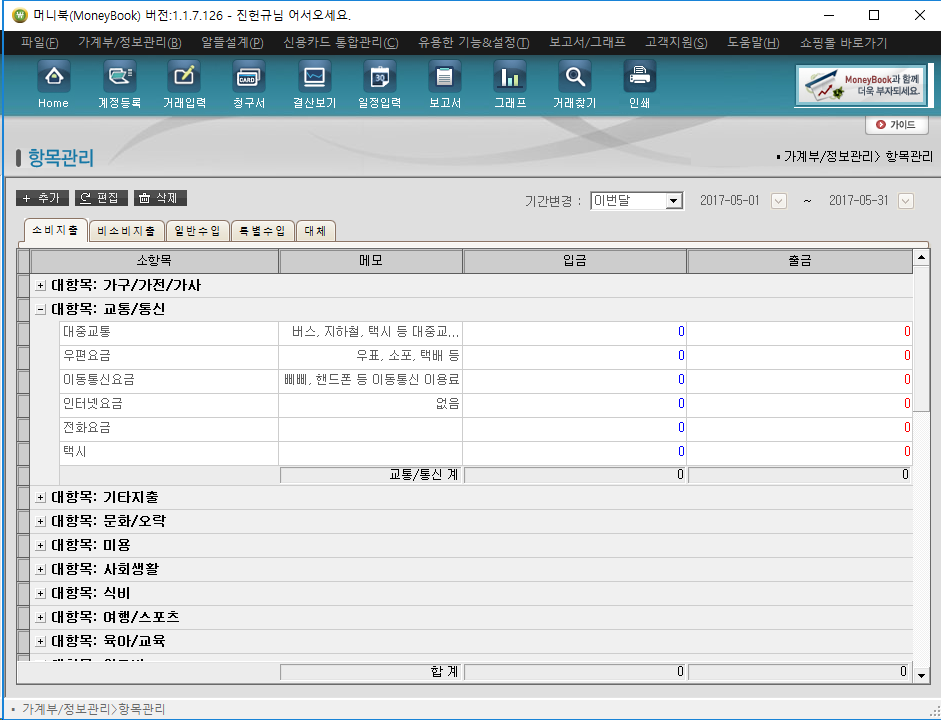 머니북(MoneyBook) 버전:1.1.7.126 - 진헌규님 어서오세요.
파일(F) 가계부/정보관리(B) 알뜰설계(P) 신용카드 통합관리(C) 유용한 기능&설정(T) 보고서/그래프 고객지원(S) 도움말(H) 쇼핑몰 바로가기
CARD 30
Home 계정등록 거래입력 청구서 결산보기 일정입력 보고서 그래프 거래찾기 인쇄
MoneyBook과 함께
더욱 부자되세요.
가이드
항목관리 가계부/정보관리> 항목관리
+ 추가 편집 삭제 기간변경 : 이번달 2017-05-01 ~ 2017-05-31
소비지출 비소비지출 일반수입 특별수입 대체
소항목 메모 입금 출금
대항목: 가구/가전/가사
대항목: 교통/통신
대중교통 버스, 지하철, 택시 등 대중교... 0 0
우편요금 우표, 소포, 택배 등 0 0
이동통신요금 삐삐, 핸드폰 등 이동통신 이용료 0 0
인터넷요금 없음 0 0
전화요금 0 0
택시 0 0
교통/통신 계 0 0
대항목: 기타지출
대항목: 문화/오락
대항목: 미용
대항목: 사회생활
대항목: 식비
대항목: 여행/스포츠
대항목: 육아/교육
합 계 0 0
가계부/정보관리>항목관리